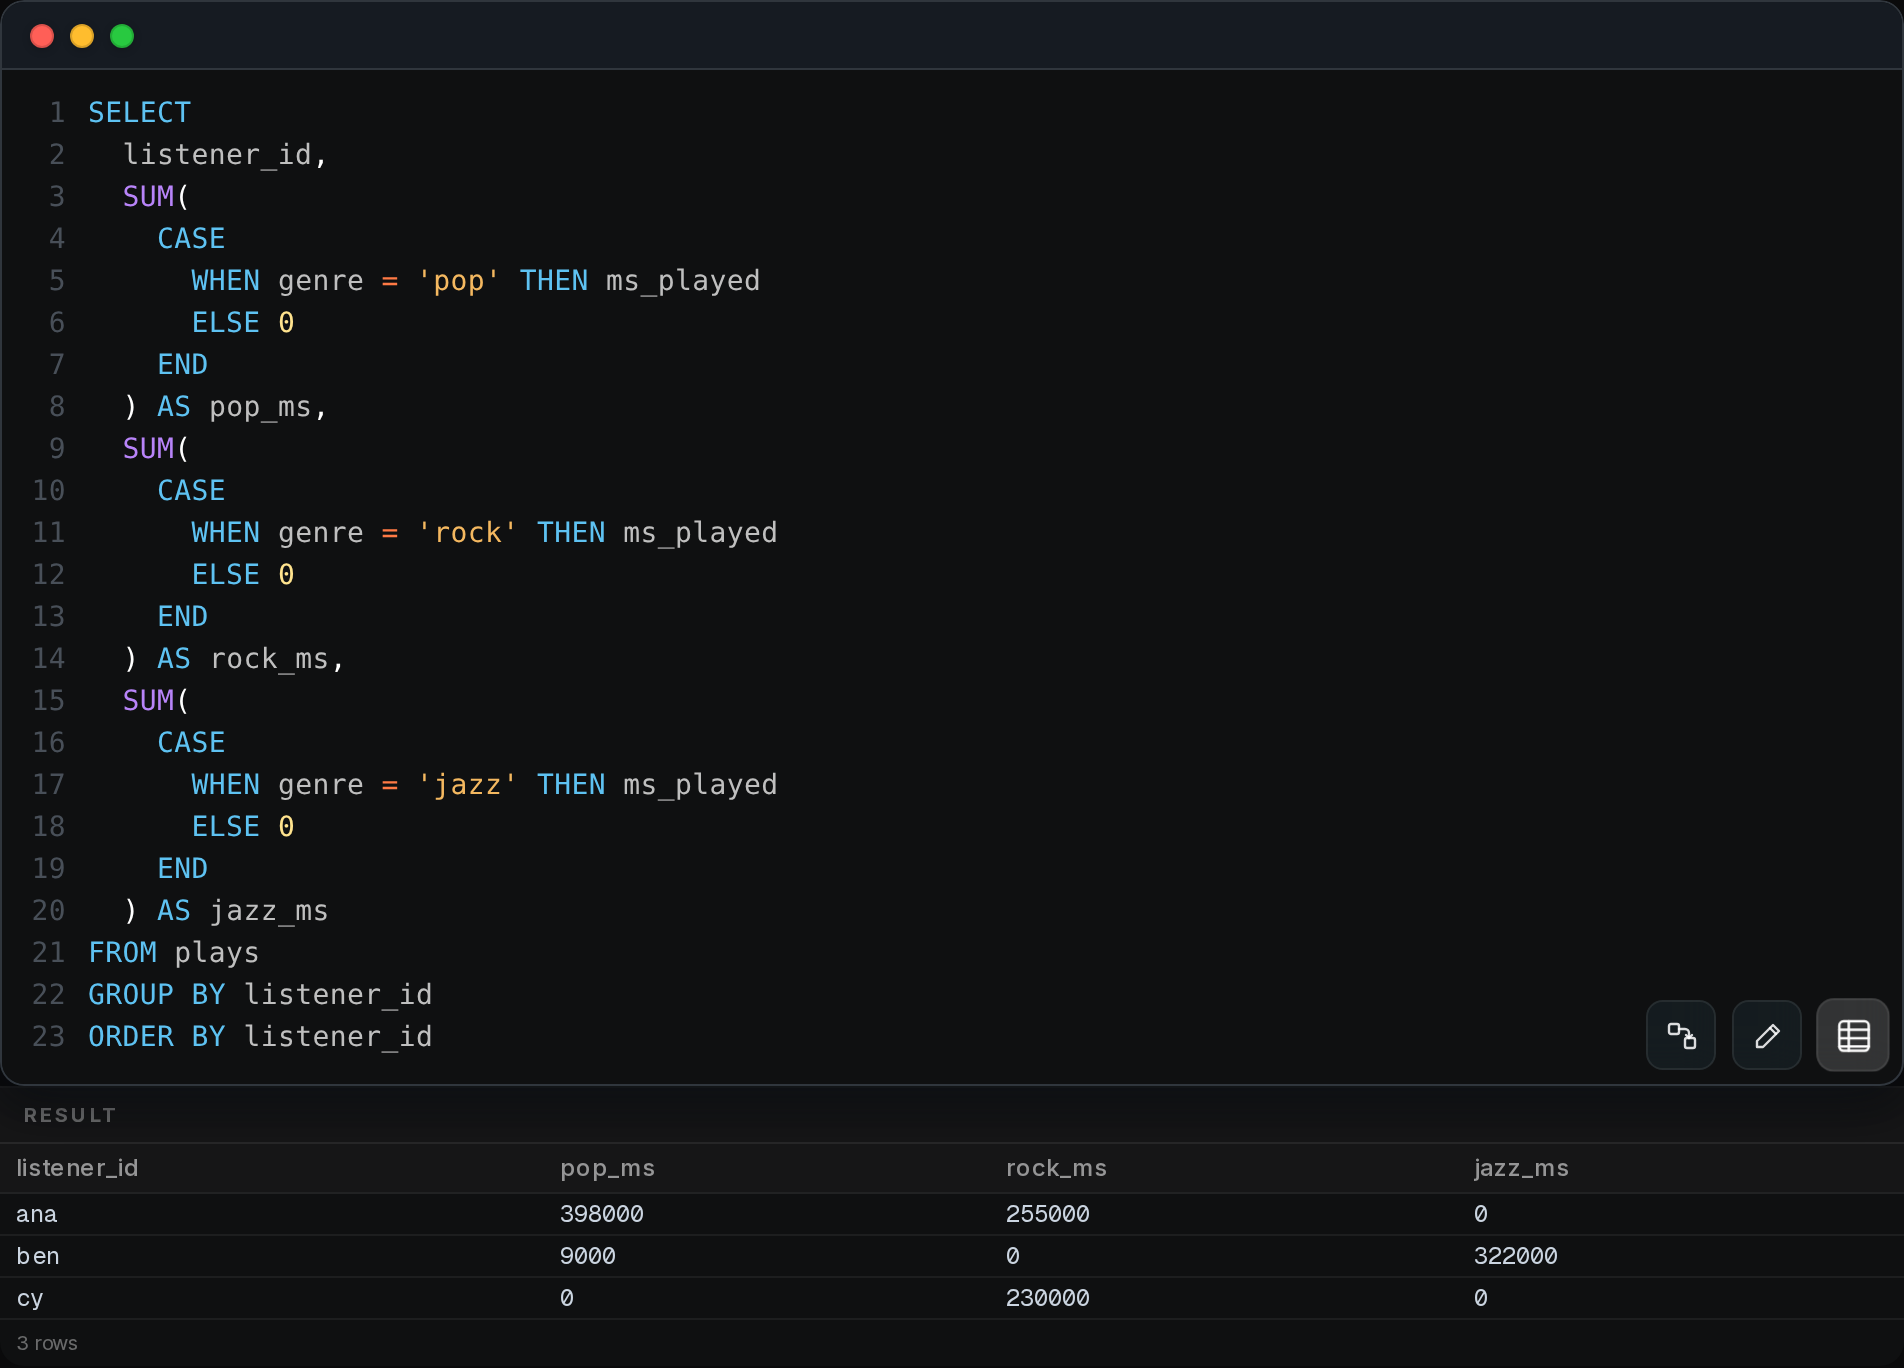 1 SELECT
2   listener_id,
3   SUM(
4     CASE
5       WHEN genre = 'pop' THEN ms_played
6       ELSE 0
7     END
8   ) AS pop_ms,
9   SUM(
10     CASE
11       WHEN genre = 'rock' THEN ms_played
12       ELSE 0
13     END
14   ) AS rock_ms,
15   SUM(
16     CASE
17       WHEN genre = 'jazz' THEN ms_played
18       ELSE 0
19     END
20   ) AS jazz_ms
21 FROM plays
22 GROUP BY listener_id
23 ORDER BY listener_id
RESULT
listener_id pop_ms rock_ms jazz_ms
ana 398000 255000 0
ben 9000 0 322000
cy 0 230000 0
3 rows